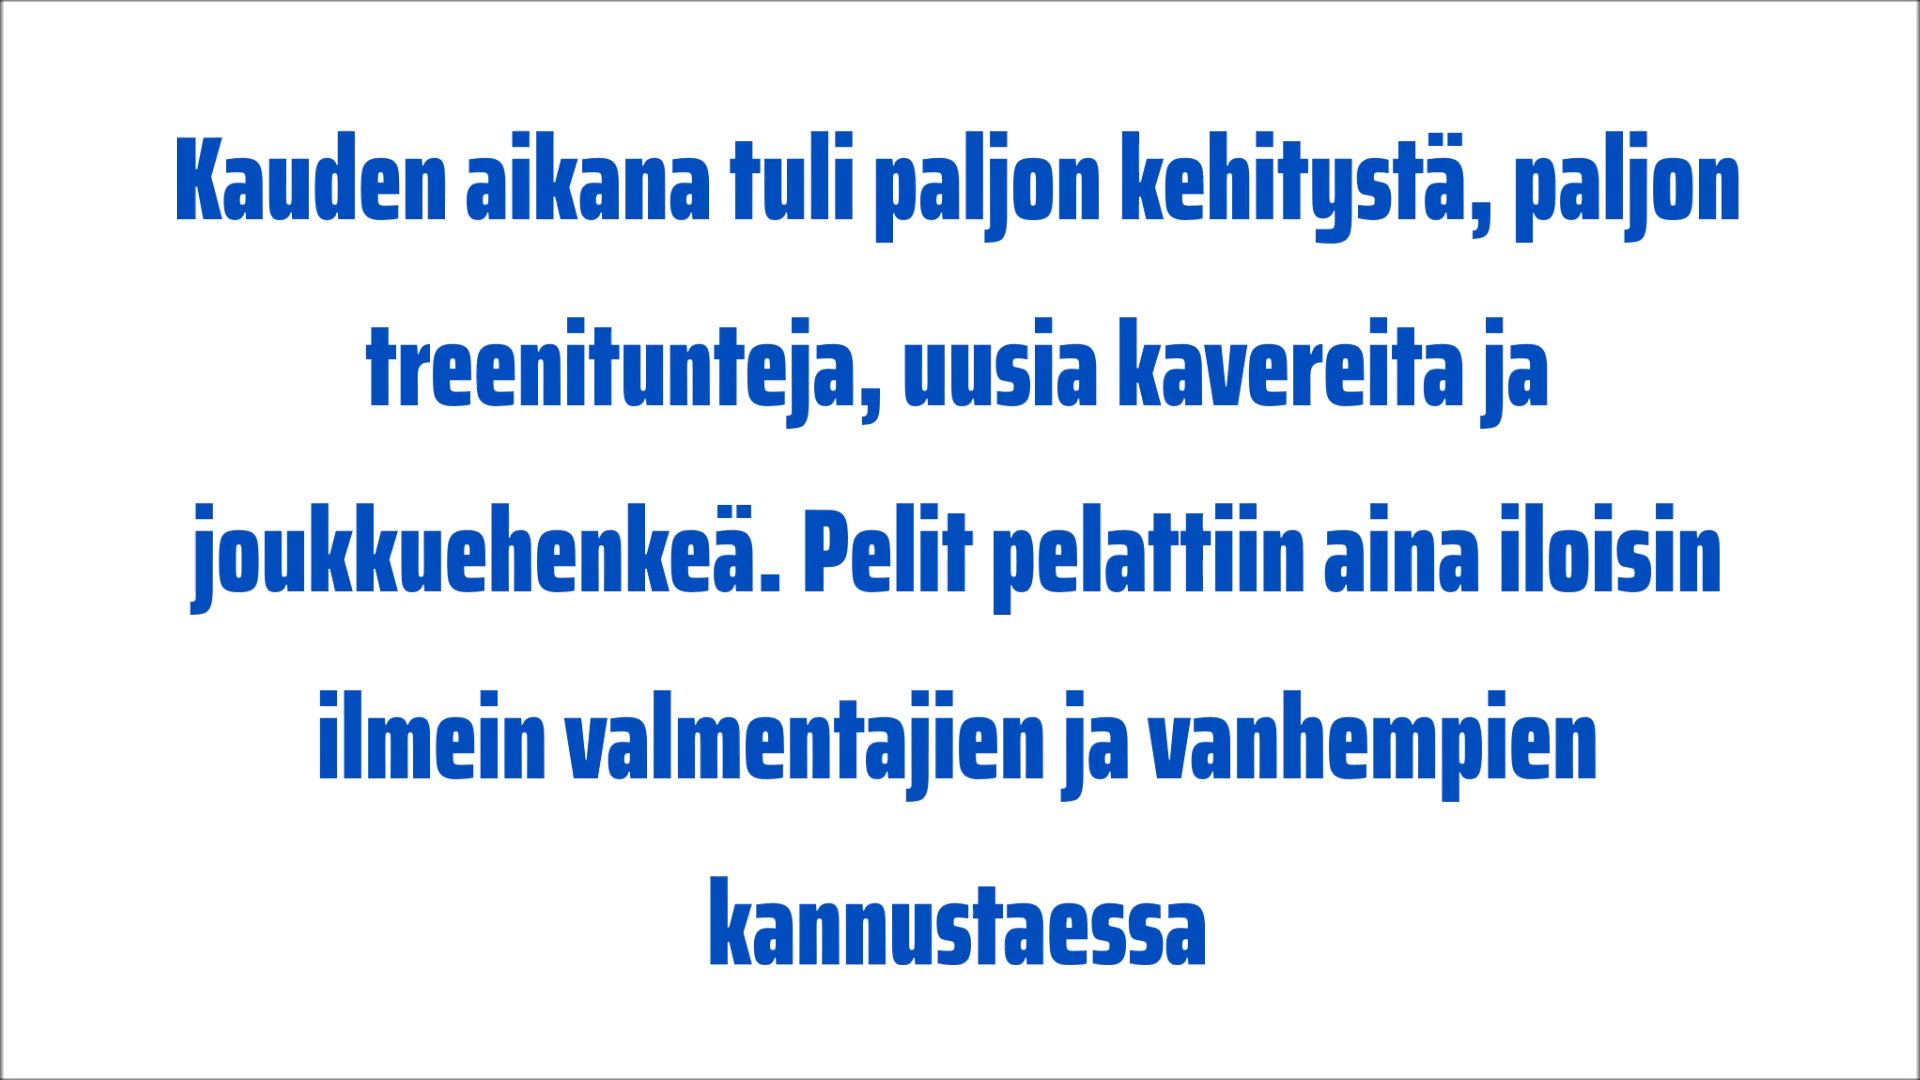 Kauden aikana tuli paljon kehitystä, paljon
treenitunteja, uusia kavereita ja
joukkuehenkeä. Pelit pelattiin aina iloisin
ilmein valmentajien ja vanhempien
kannustaessa